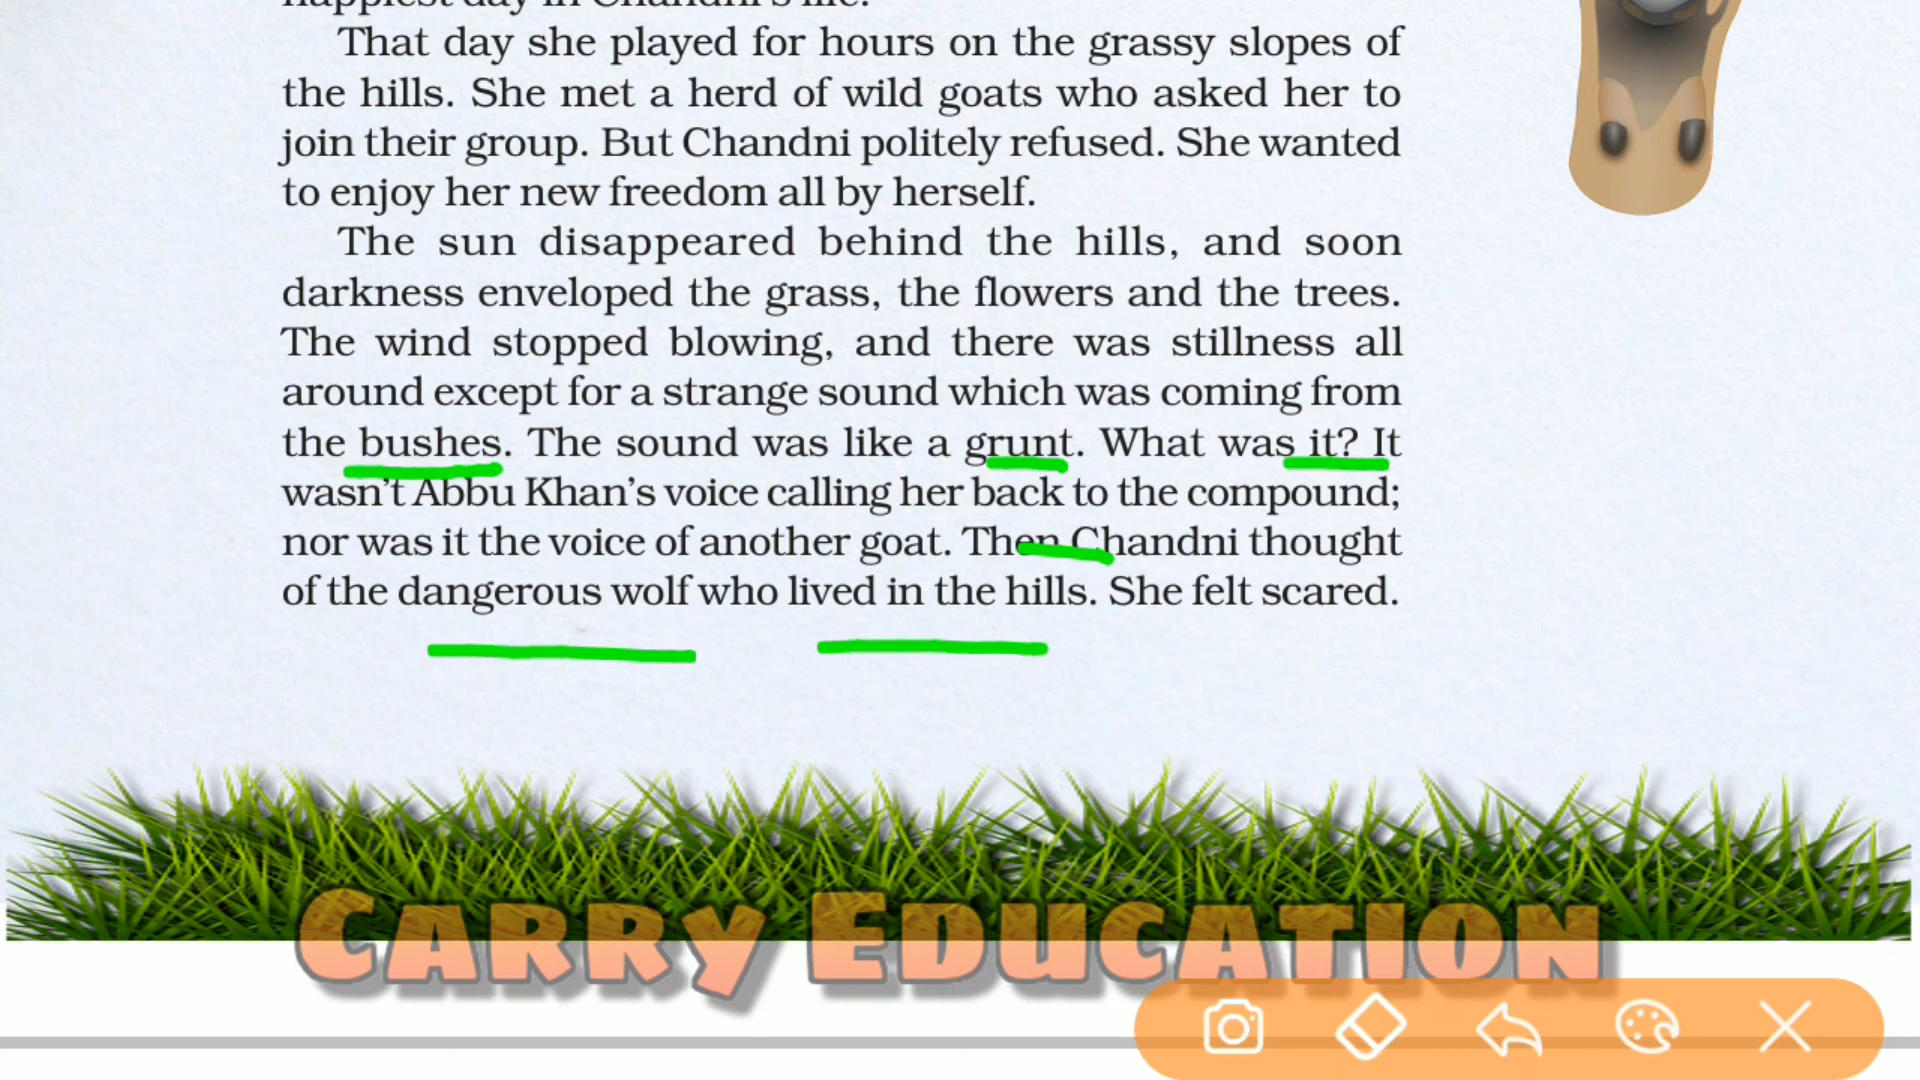 happiest day in Chandni's life.
That day she played for hours on the grassy slopes of
the hills. She met a herd of wild goats who asked her to
join their group. But Chandni politely refused. She wanted
to enjoy her new freedom all by herself.
The sun disappeared behind the hills, and soon
darkness enveloped the grass, the flowers and the trees.
The wind stopped blowing, and there was stillness all
around except for a strange sound which was coming from
the bushes. The sound was like a grunt. What was it? It
wasn't Abbu Khan's voice calling her back to the compound;
nor was it the voice of another goat. Then Chandni thought
of the dangerous wolf who lived in the hills. She felt scared.
CARRY EDUCATION